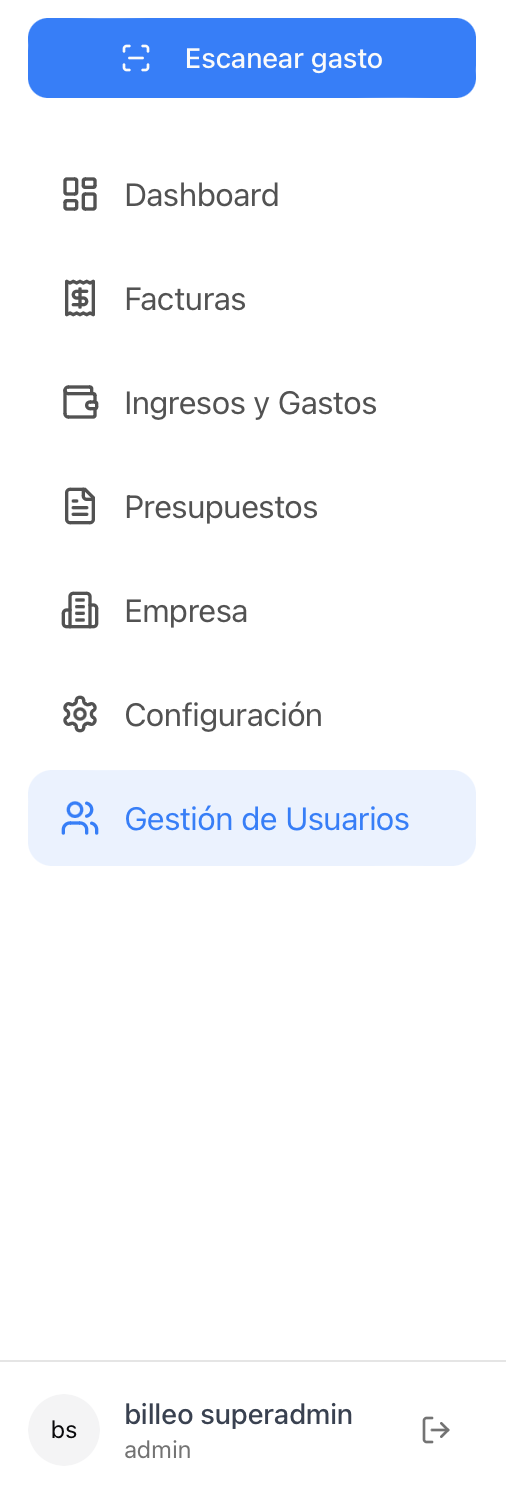 Escanear gasto
Dashboard
Facturas
Ingresos y Gastos
Presupuestos
Empresa
Configuración
Gestión de Usuarios
bs
billeo superadmin
admin